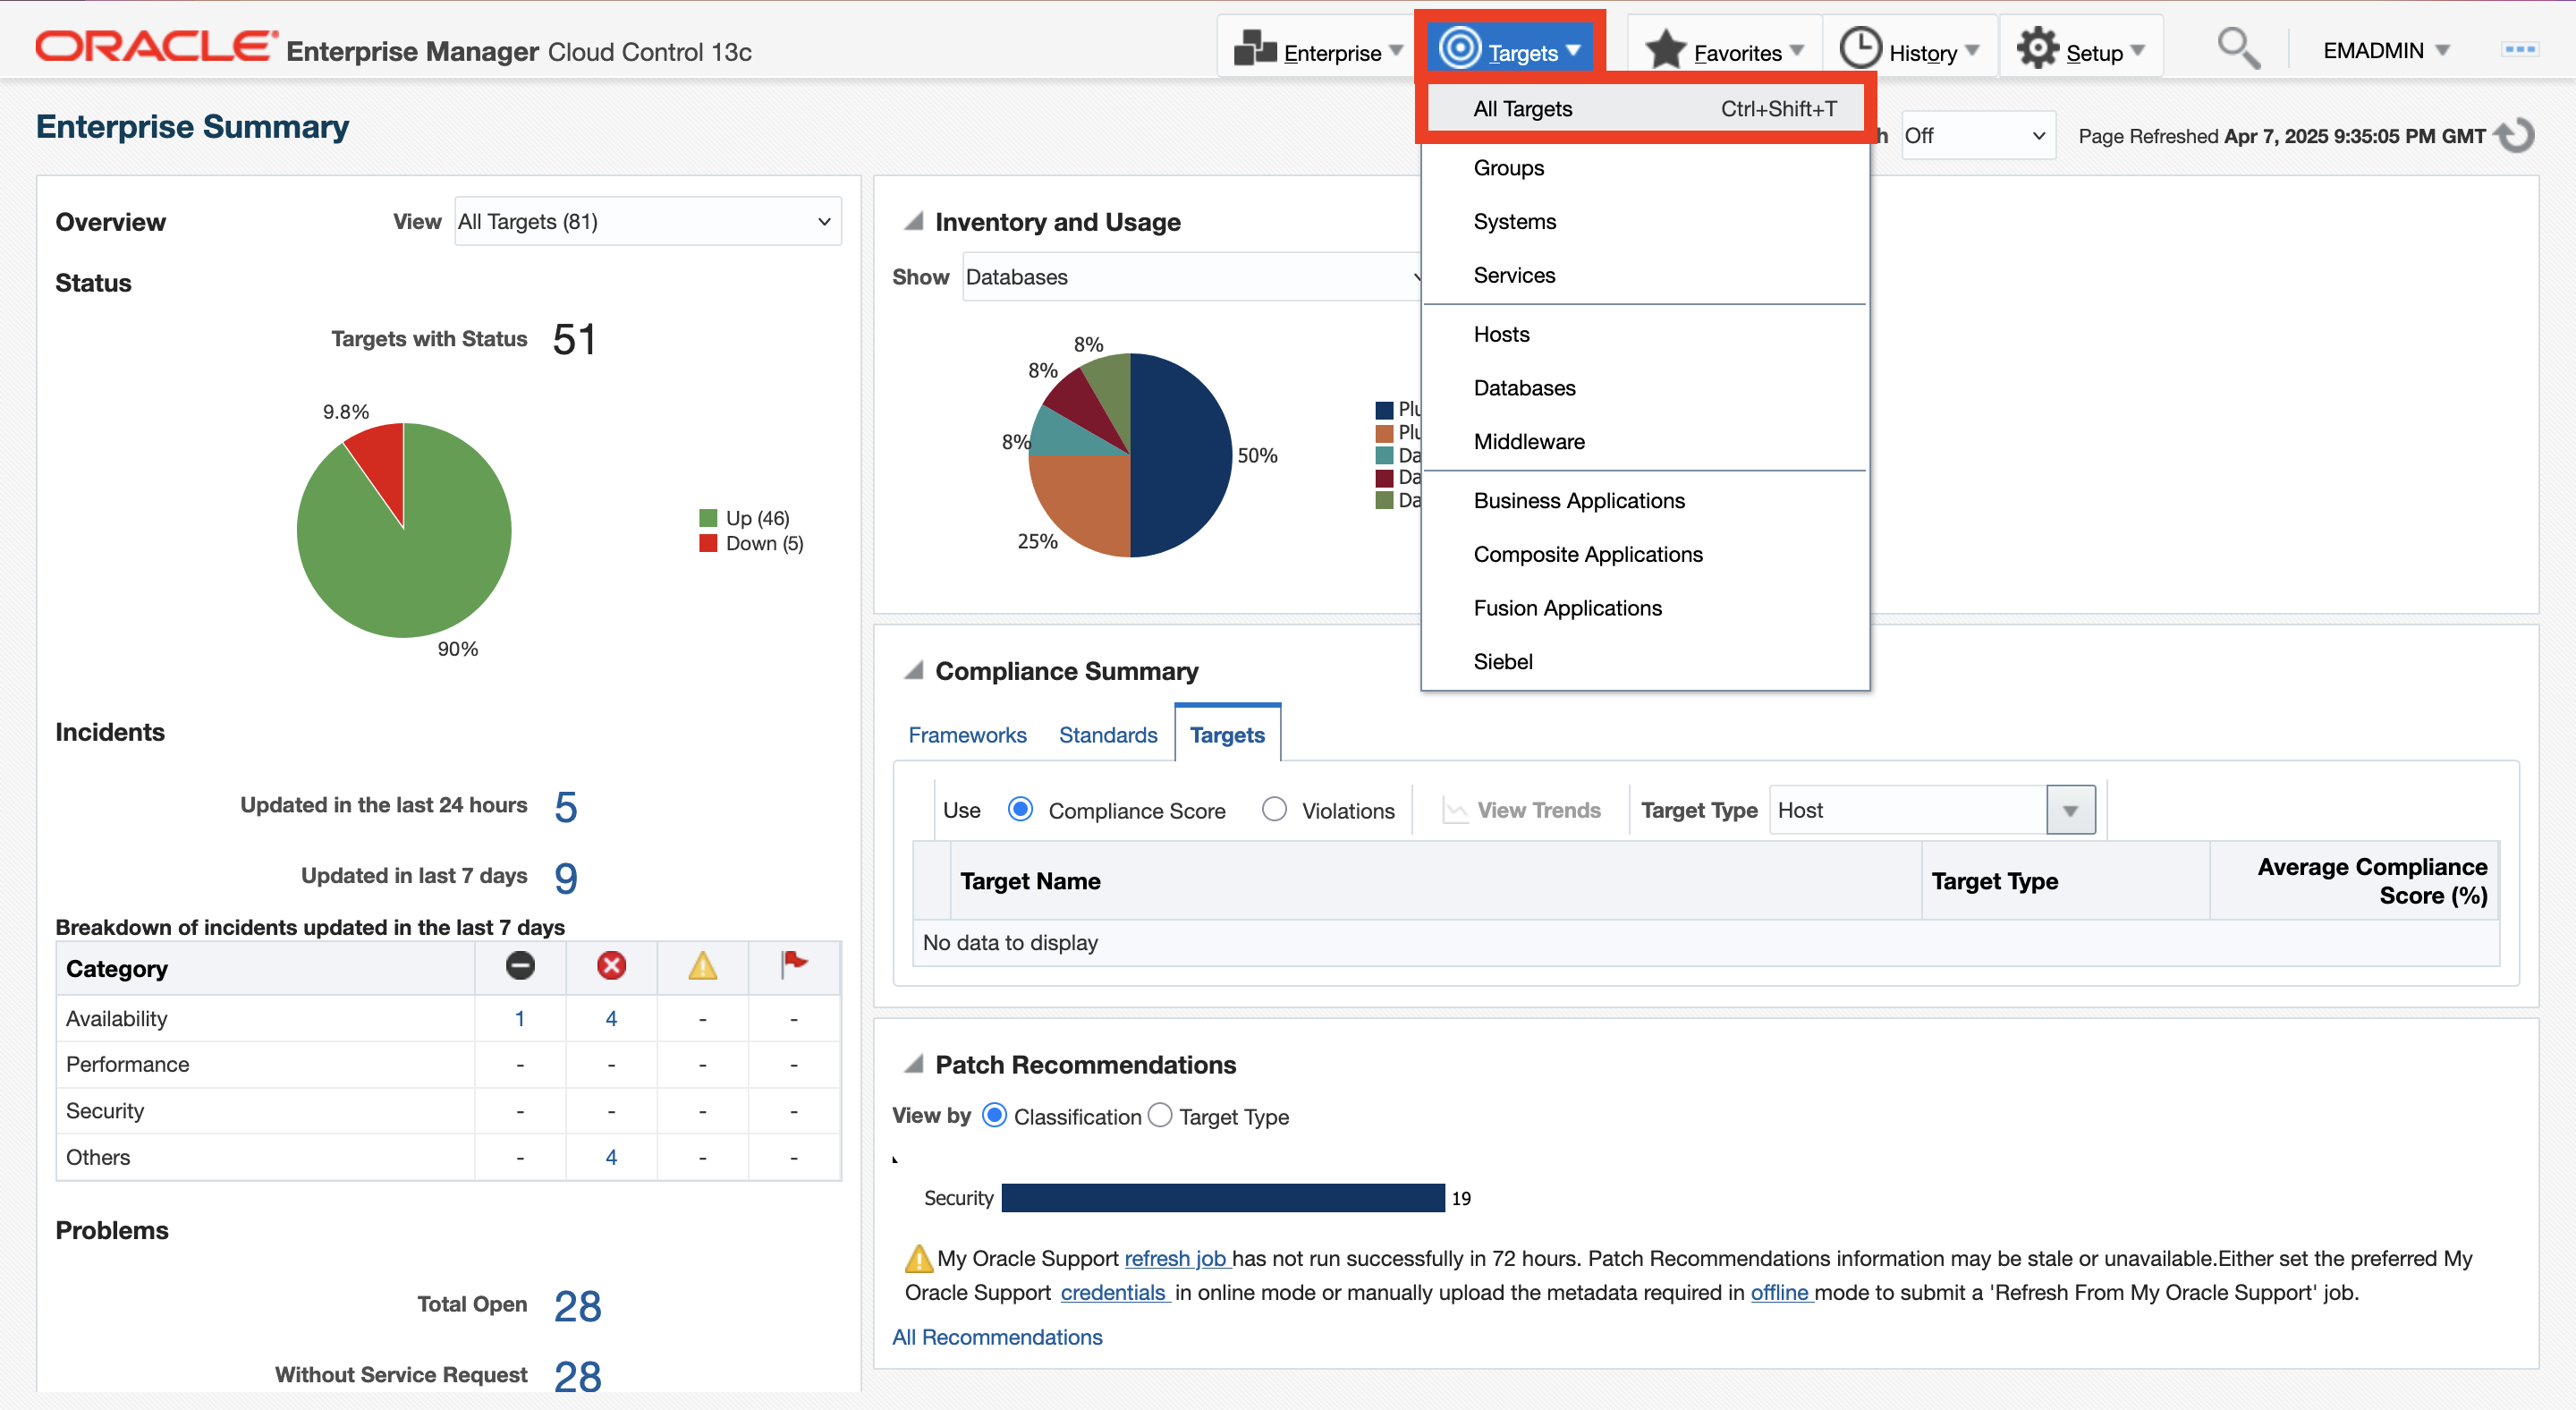 ORACLE Enterprise Manager Cloud Control 13c
Enterprise
Targets
Favorites
History
Setup
EMADMIN
Enterprise Summary
Off
Page Refreshed Apr 7, 2025 9:35:05 PM GMT
All Targets Ctrl+Shift+T
Groups
Systems
Services
Hosts
Databases
Middleware
Business Applications
Composite Applications
Fusion Applications
Siebel
Overview
View All Targets (81)
Status
Targets with Status 51
9.8%
90%
Up (46)
Down (5)
Incidents
Updated in the last 24 hours 5
Updated in last 7 days 9
Breakdown of incidents updated in the last 7 days
Category
Availability 1 4 - -
Performance - - - -
Security - - - -
Others - 4 - -
Problems
Total Open 28
Without Service Request 28
Inventory and Usage
Show Databases
8%
8%
8%
50%
25%
Compliance Summary
Frameworks Standards Targets
Use Compliance Score Violations View Trends Target Type Host
Target Name Target Type Average Compliance
Score (%)
No data to display
Patch Recommendations
View by Classification Target Type
Security 19
My Oracle Support refresh job has not run successfully in 72 hours. Patch Recommendations information may be stale or unavailable.Either set the preferred My
Oracle Support credentials in online mode or manually upload the metadata required in offline mode to submit a 'Refresh From My Oracle Support' job.
All Recommendations